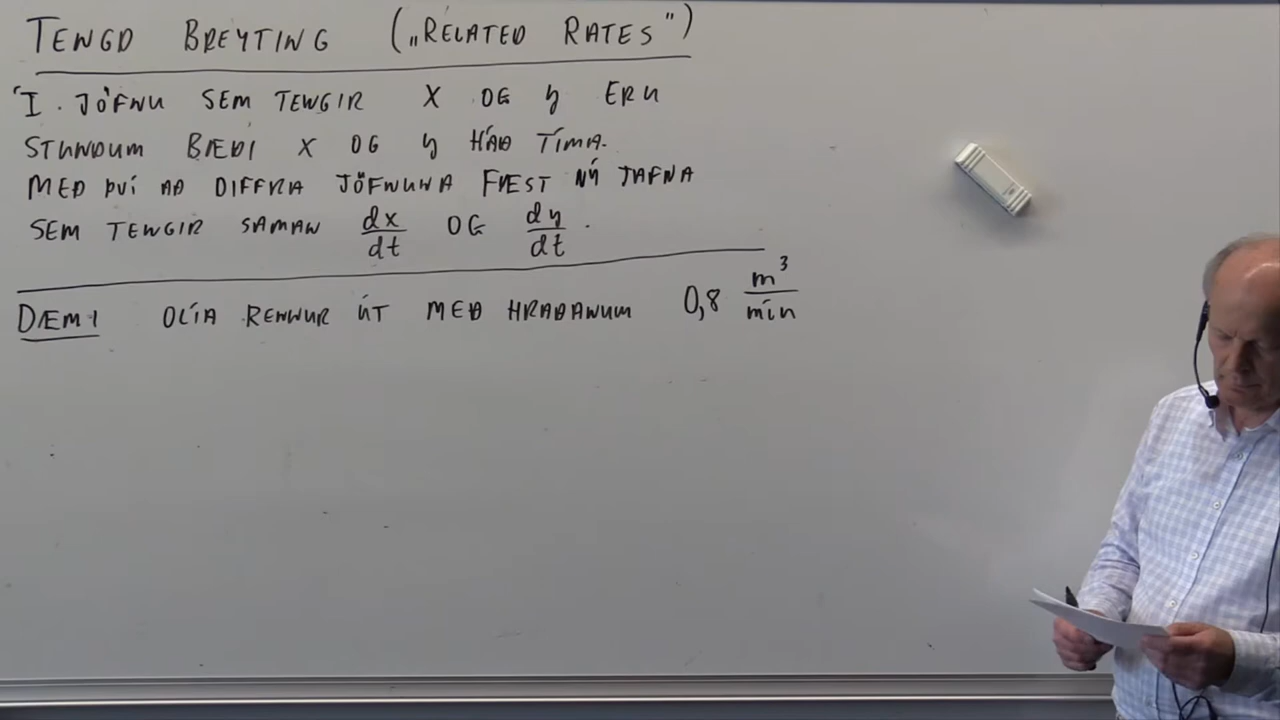 TENGD BREYTING („RELATED RATES")
Í JÖFNU SEM TENGIR X OG y ERU
STUNDUM BÆÐI X OG y HÁÐ TÍMA.
MEÐ ÞVÍ AÐ DIFFRA JÖFNUNA FÆST NÝ JAFNA
SEM TENGIR SAMAN dx/dt OG dy/dt.
DÆMI OLÍA RENNUR ÚT MEÐ HRAÐANUM 0,8 m³/mín